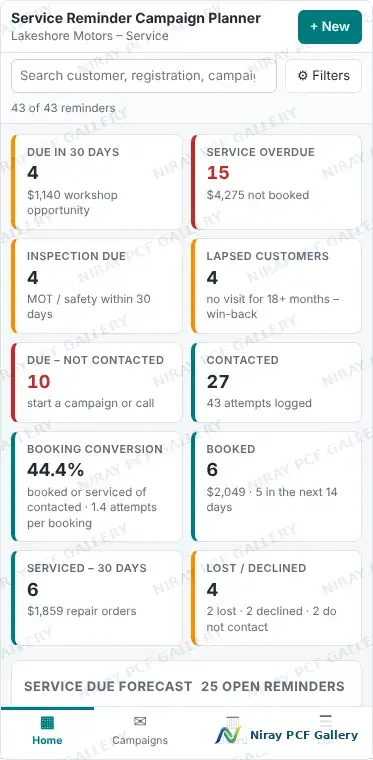 Service Reminder Campaign Planner
Lakeshore Motors – Service
+ New
Search customer, registration, campai
⚙ Filters
43 of 43 reminders
DUE IN 30 DAYS
4
$1,140 workshop
opportunity
SERVICE OVERDUE
15
$4,275 not booked
INSPECTION DUE
4
MOT / safety within 30
days
LAPSED CUSTOMERS
4
no visit for 18+ months –
win-back
DUE – NOT CONTACTED
10
start a campaign or call
CONTACTED
27
43 attempts logged
BOOKING CONVERSION
44.4%
booked or serviced of
contacted · 1.4 attempts
per booking
BOOKED
6
$2,049 · 5 in the next 14
days
SERVICED – 30 DAYS
6
$1,859 repair orders
LOST / DECLINED
4
2 lost · 2 declined · 2 do
not contact
SERVICE DUE FORECAST 25 OPEN REMINDERS
Home
Campaigns
Niray PCF Gallery
NIRAY PCF GALLERY